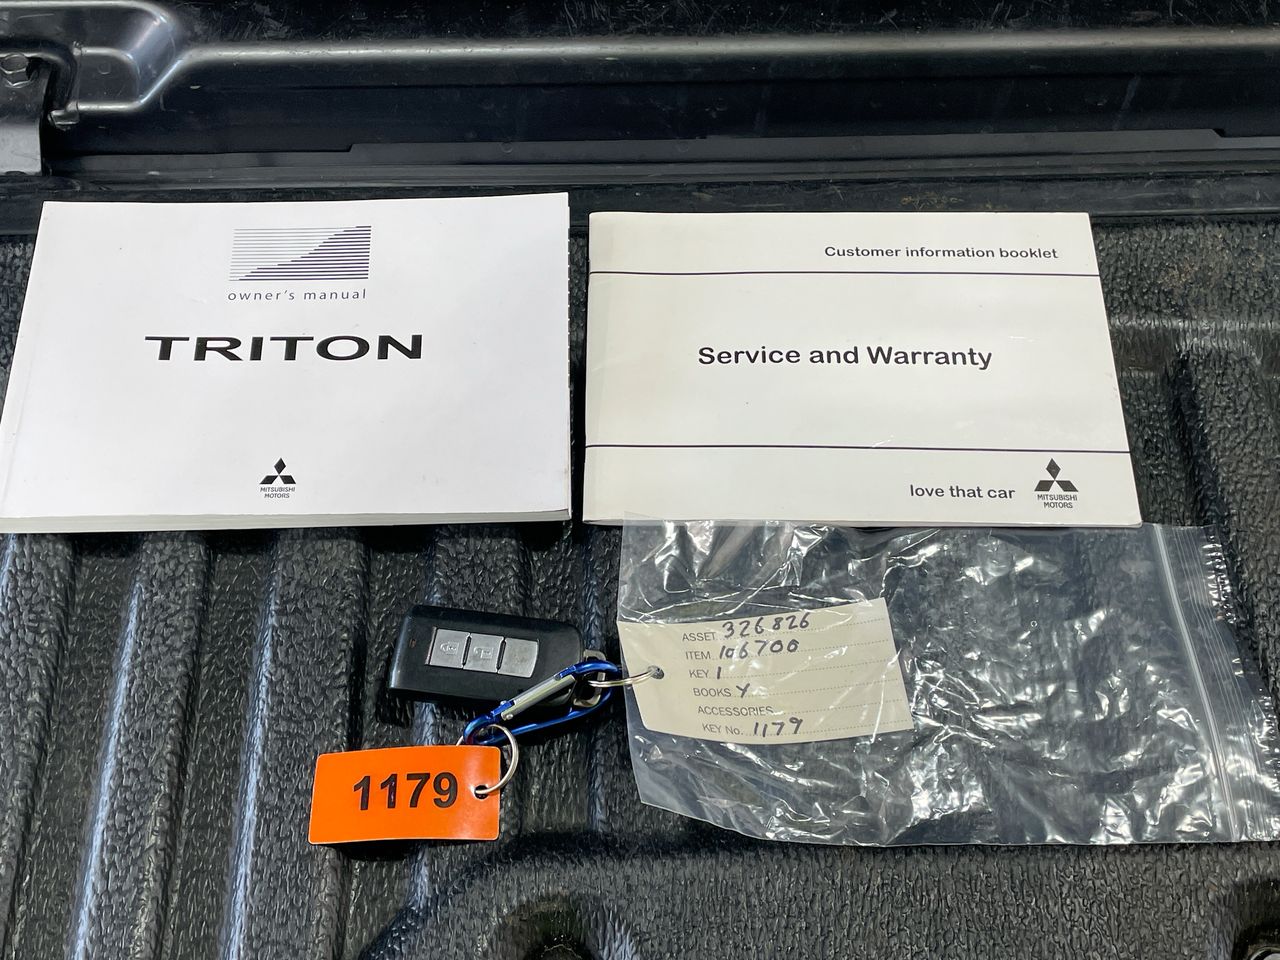 owner's manual
TRITON
MITSUBISHI
MOTORS
Customer information booklet
Service and Warranty
love that car
MITSUBISHI
MOTORS
ASSET 326826
ITEM 106700
KEY 1
BOOKS Y
ACCESSORIES
KEY No. 1179
1179